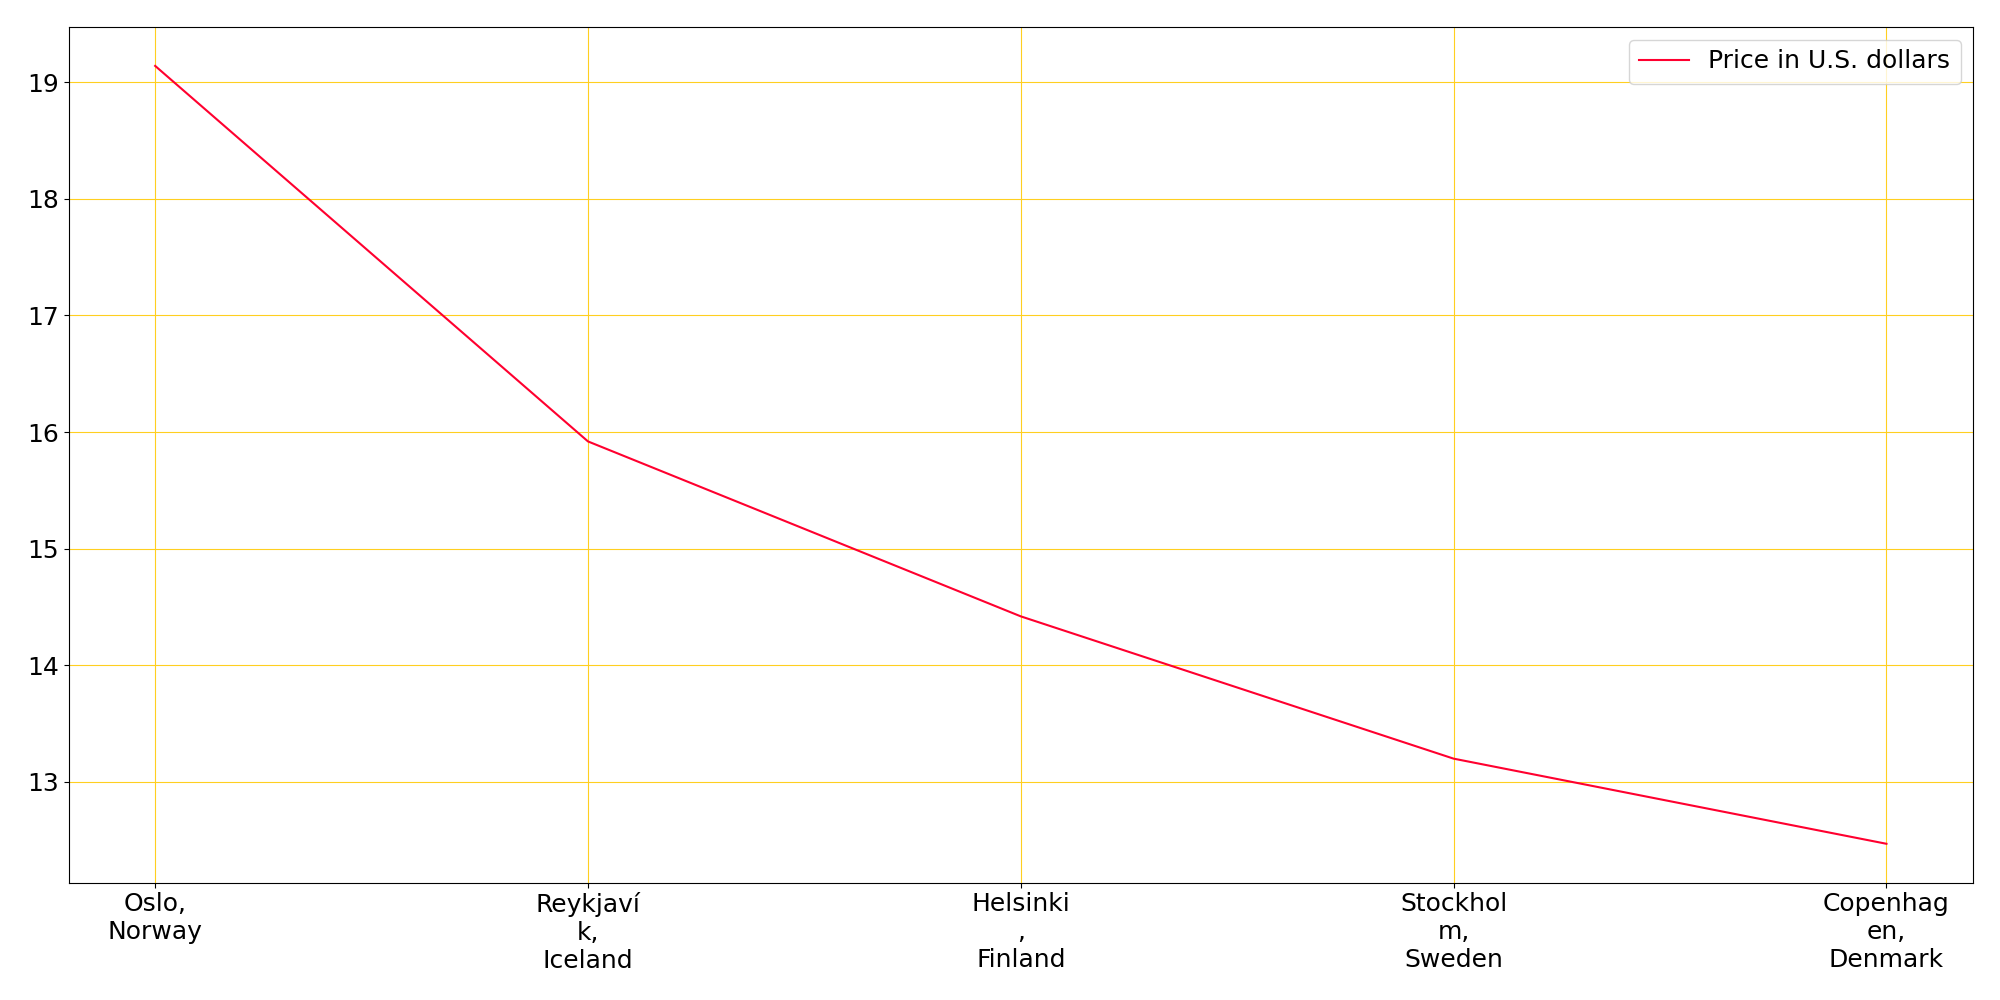 Price in U.S. dollars
19
18
17
16
15
14
13
Oslo,
Norway
Reykjaví
k,
Iceland
Helsinki
,
Finland
Stockhol
m,
Sweden
Copenhag
en,
Denmark